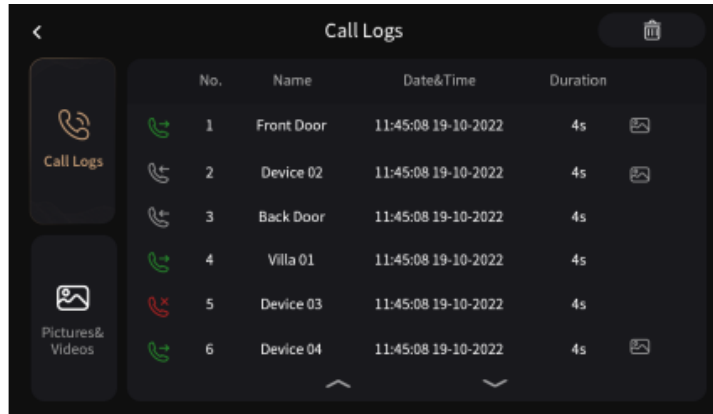 Call Logs
No. Name Date&Time Duration
1 Front Door 11:45:08 19-10-2022 4s
Call Logs
2 Device 02 11:45:08 19-10-2022 4s
3 Back Door 11:45:08 19-10-2022 4s
4 Villa 01 11:45:08 19-10-2022 4s
5 Device 03 11:45:08 19-10-2022 4s
Pictures&
Videos
6 Device 04 11:45:08 19-10-2022 4s